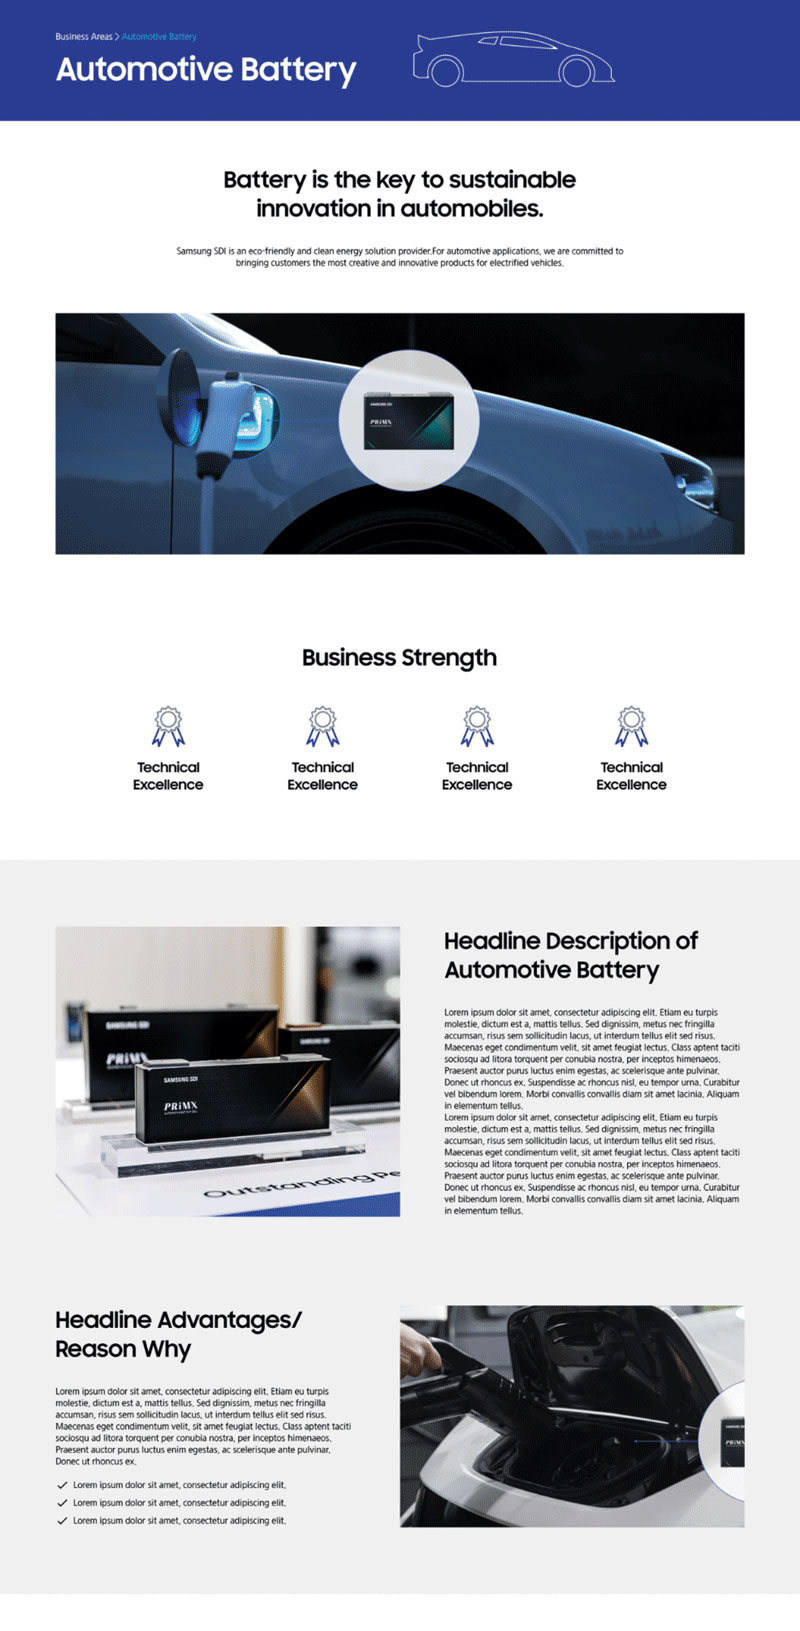 Business Areas > Automotive Battery
Automotive Battery
Battery is the key to sustainable
innovation in automobiles.
Samsung SDI is an eco-friendly and clean energy solution provider.For automotive applications, we are committed to
bringing customers the most creative and innovative products for electrified vehicles.
SAMSUNG SDI
PRiMX
Business Strength
Technical
Excellence
Technical
Excellence
Technical
Excellence
Technical
Excellence
SAMSUNG SDI
PRiMX
SAMSUNG SDI
PRiMX
Outstanding Pe
Headline Description of
Automotive Battery
Lorem ipsum dolor sit amet, consectetur adipiscing elit. Etiam eu turpis
molestie, dictum est a, mattis tellus. Sed dignissim, metus nec fringilla
accumsan, risus sem sollicitudin lacus, ut interdum tellus elit sed risus.
Maecenas eget condimentum velit, sit amet feugiat lectus. Class aptent taciti
sociosqu ad litora torquent per conubia nostra, per inceptos himenaeos.
Praesent auctor purus luctus enim egestas, ac scelerisque ante pulvinar.
Donec ut rhoncus ex. Suspendisse ac rhoncus nisl, eu tempor urna. Curabitur
vel bibendum lorem. Morbi convallis convallis diam sit amet lacinia. Aliquam
in elementum tellus.
Lorem ipsum dolor sit amet, consectetur adipiscing elit. Etiam eu turpis
molestie, dictum est a, mattis tellus. Sed dignissim, metus nec fringilla
accumsan, risus sem sollicitudin lacus, ut interdum tellus elit sed risus.
Maecenas eget condimentum velit, sit amet feugiat lectus. Class aptent taciti
sociosqu ad litora torquent per conubia nostra, per inceptos himenaeos.
Praesent auctor purus luctus enim egestas, ac scelerisque ante pulvinar.
Donec ut rhoncus ex. Suspendisse ac rhoncus nisl, eu tempor urna. Curabitur
vel bibendum lorem. Morbi convallis convallis diam sit amet lacinia. Aliquam
in elementum tellus.
Headline Advantages/
Reason Why
Lorem ipsum dolor sit amet, consectetur adipiscing elit. Etiam eu turpis
molestie, dictum est a, mattis tellus. Sed dignissim, metus nec fringilla
accumsan, risus sem sollicitudin lacus, ut interdum tellus elit sed risus.
Maecenas eget condimentum velit, sit amet feugiat lectus. Class aptent taciti
sociosqu ad litora torquent per conubia nostra, per inceptos himenaeos.
Praesent auctor purus luctus enim egestas, ac scelerisque ante pulvinar.
Donec ut rhoncus ex.
Lorem ipsum dolor sit amet, consectetur adipiscing elit.
Lorem ipsum dolor sit amet, consectetur adipiscing elit.
Lorem ipsum dolor sit amet, consectetur adipiscing elit.